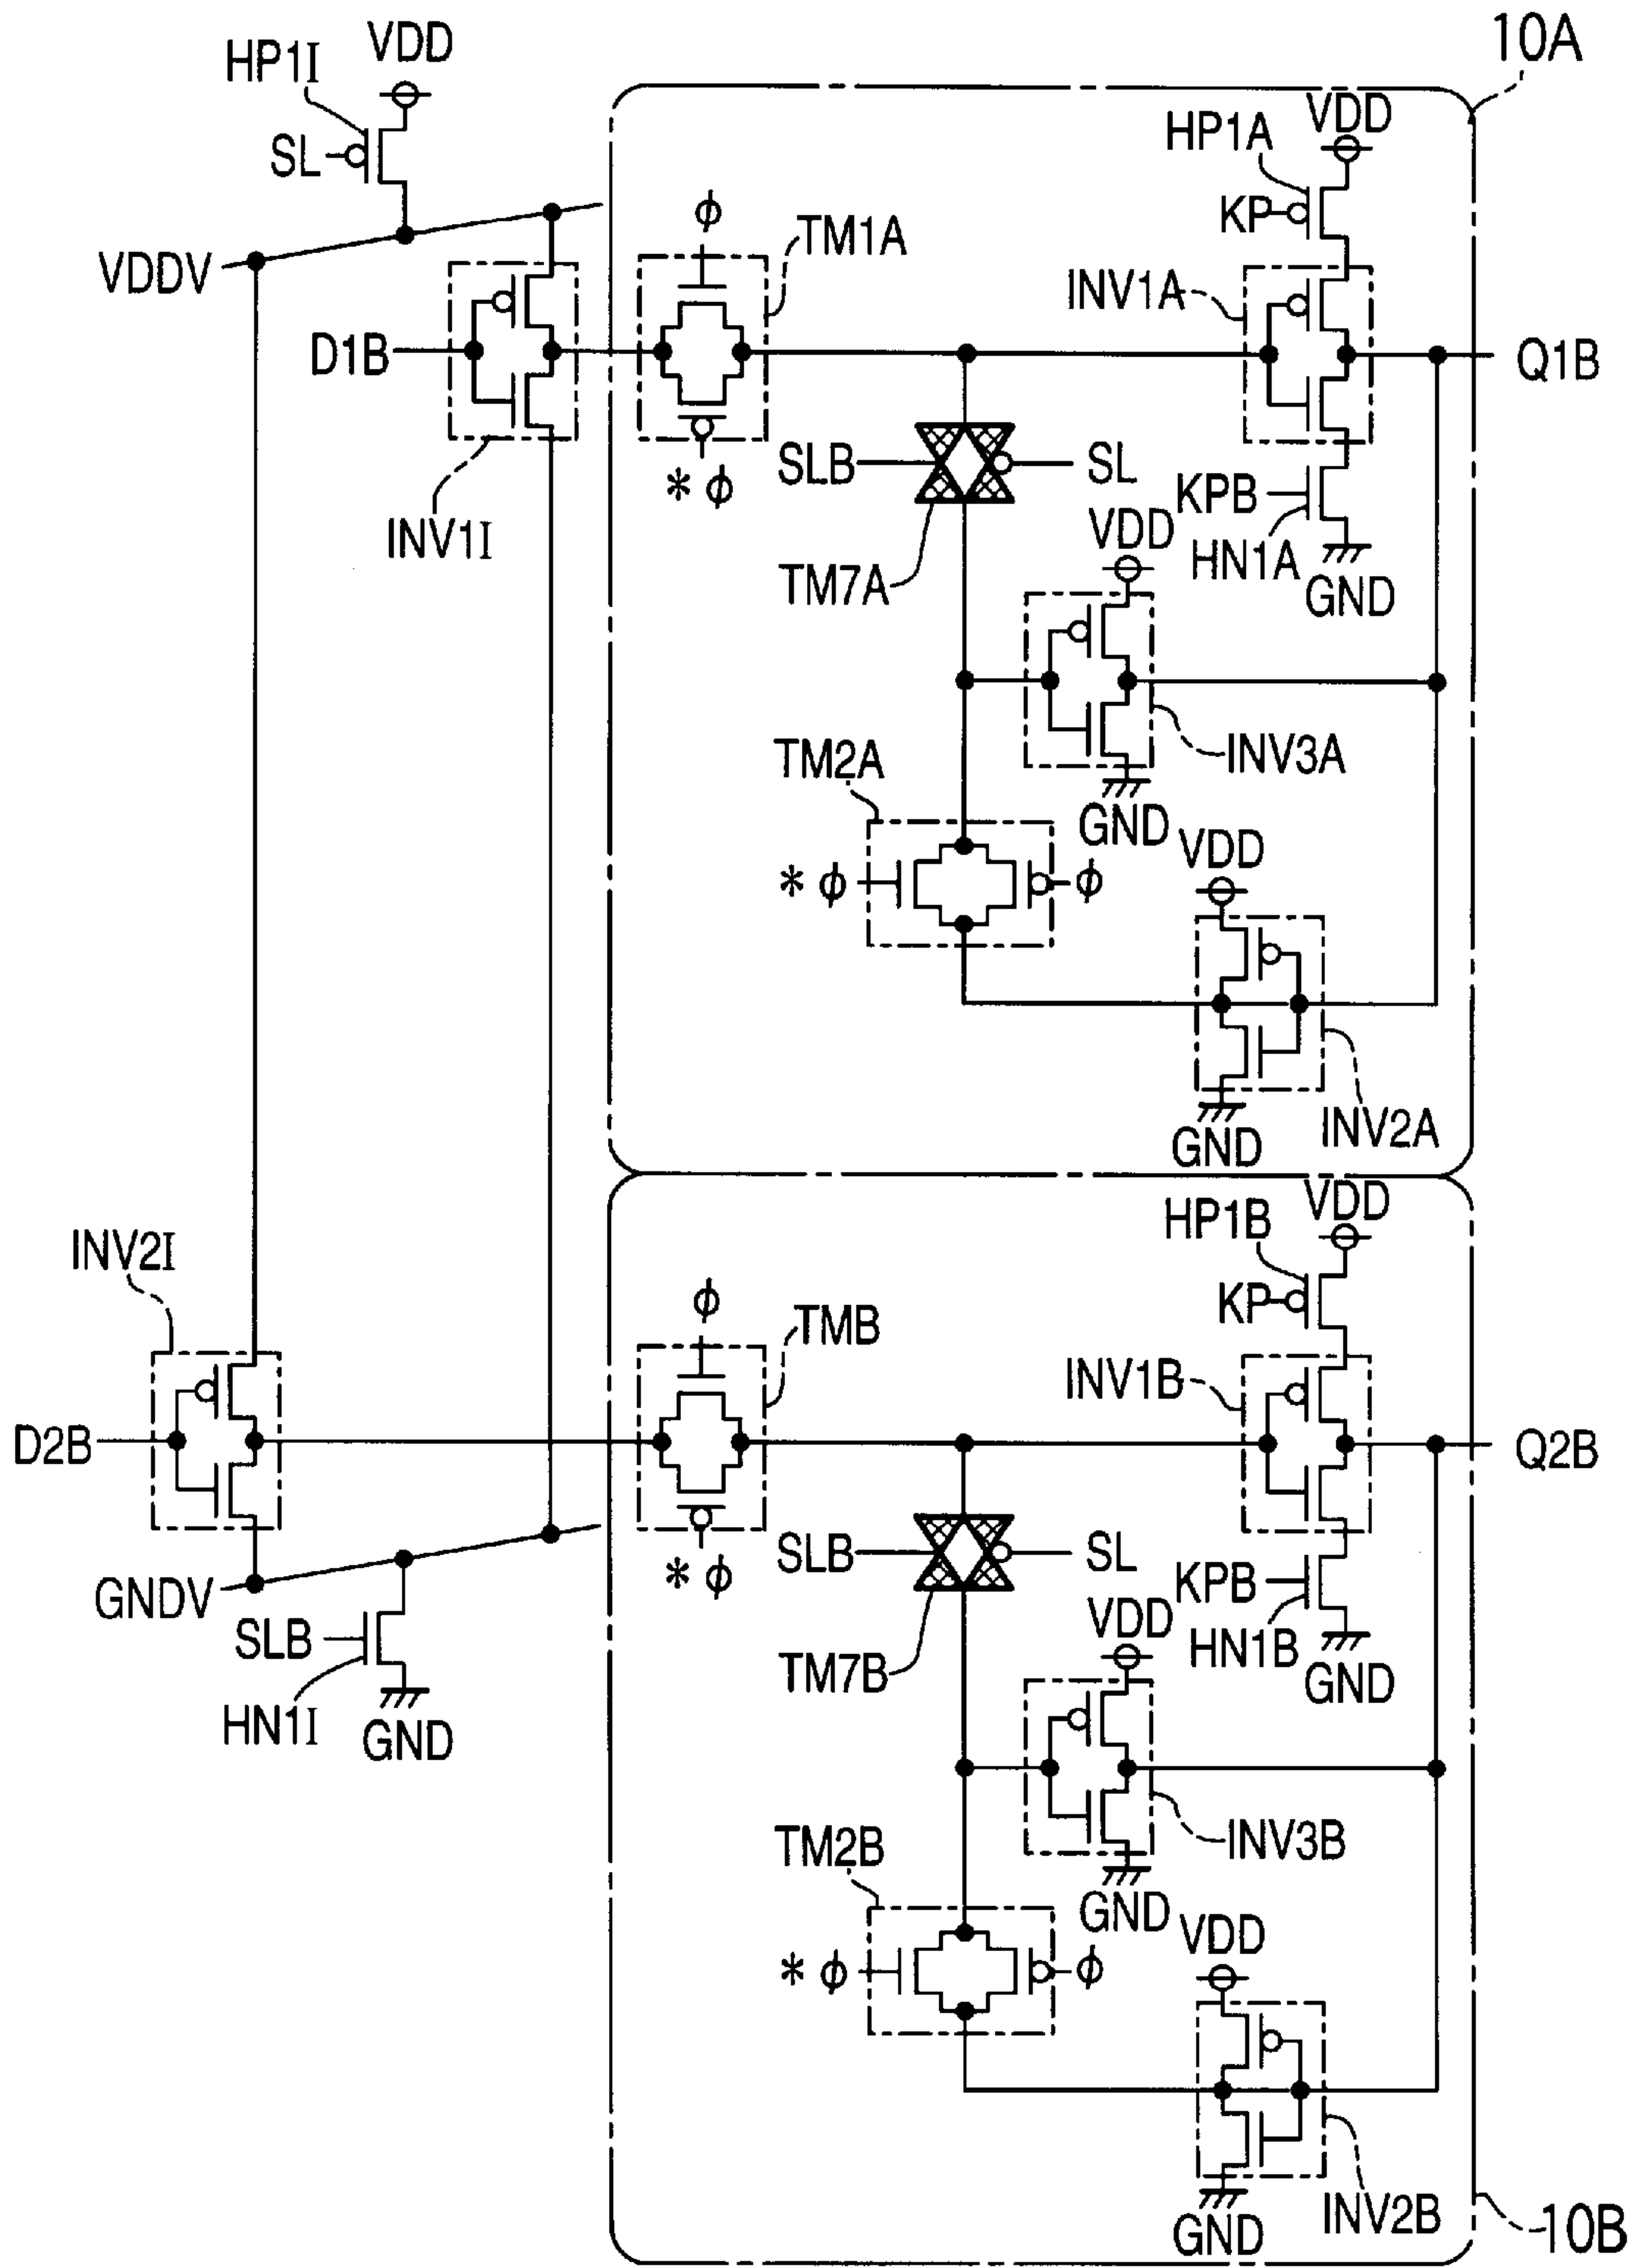 10A
VDD
HP1I
SL
VDDV
D1B
INV1I
ϕ
TM1A
* ϕ
HP1A
VDD
KP
INV1A
Q1B
KPB
HN1A
GND
SLB
SL
TM7A
VDD
INV3A
GND
TM2A
* ϕ
ϕ
VDD
INV2A
GND
INV2I
D2B
GNDV
SLB
HN1I
GND
ϕ
TMB
* ϕ
HP1B
VDD
KP
INV1B
Q2B
KPB
HN1B
GND
SLB
SL
TM7B
VDD
INV3B
GND
TM2B
* ϕ
ϕ
VDD
INV2B
GND
10B